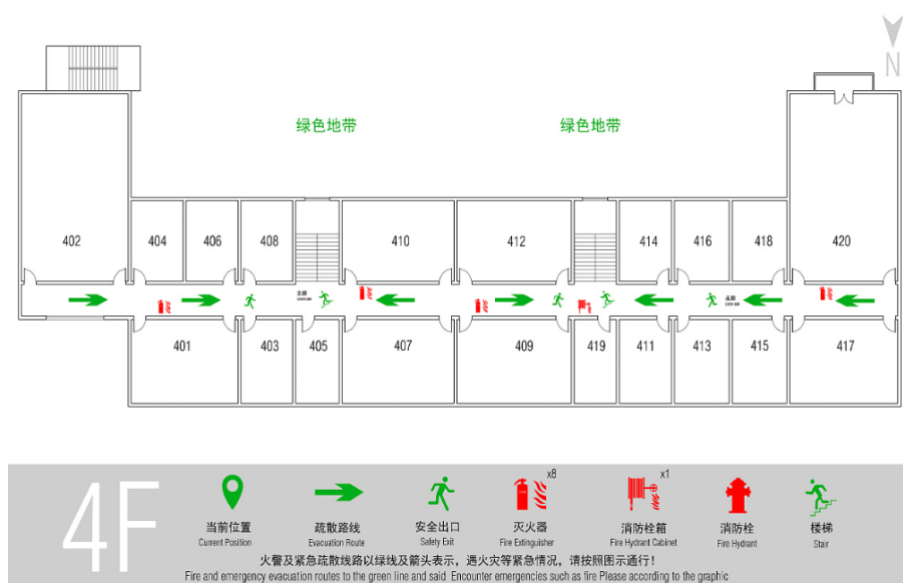 N
绿色地带 绿色地带
402 404 406 408 410 412 414 416 418 420
走廊 走廊
401 403 405 407 409 419 411 413 415 417
4F
x8 x1
当前位置 疏散路线 安全出口 灭火器 消防栓箱 消防栓 楼梯
Current Position Evacuation Route Safety Exit Fire Extinguisher Fire Hydrant Cabinet Fire Hydrant Stair
火警及紧急疏散线路以绿线及箭头表示，遇火灾等紧急情况，请按照图示通行！
Fire and emergency evacuation routes to the green line and said Encounter emergencies such as fire Please according to the graphic